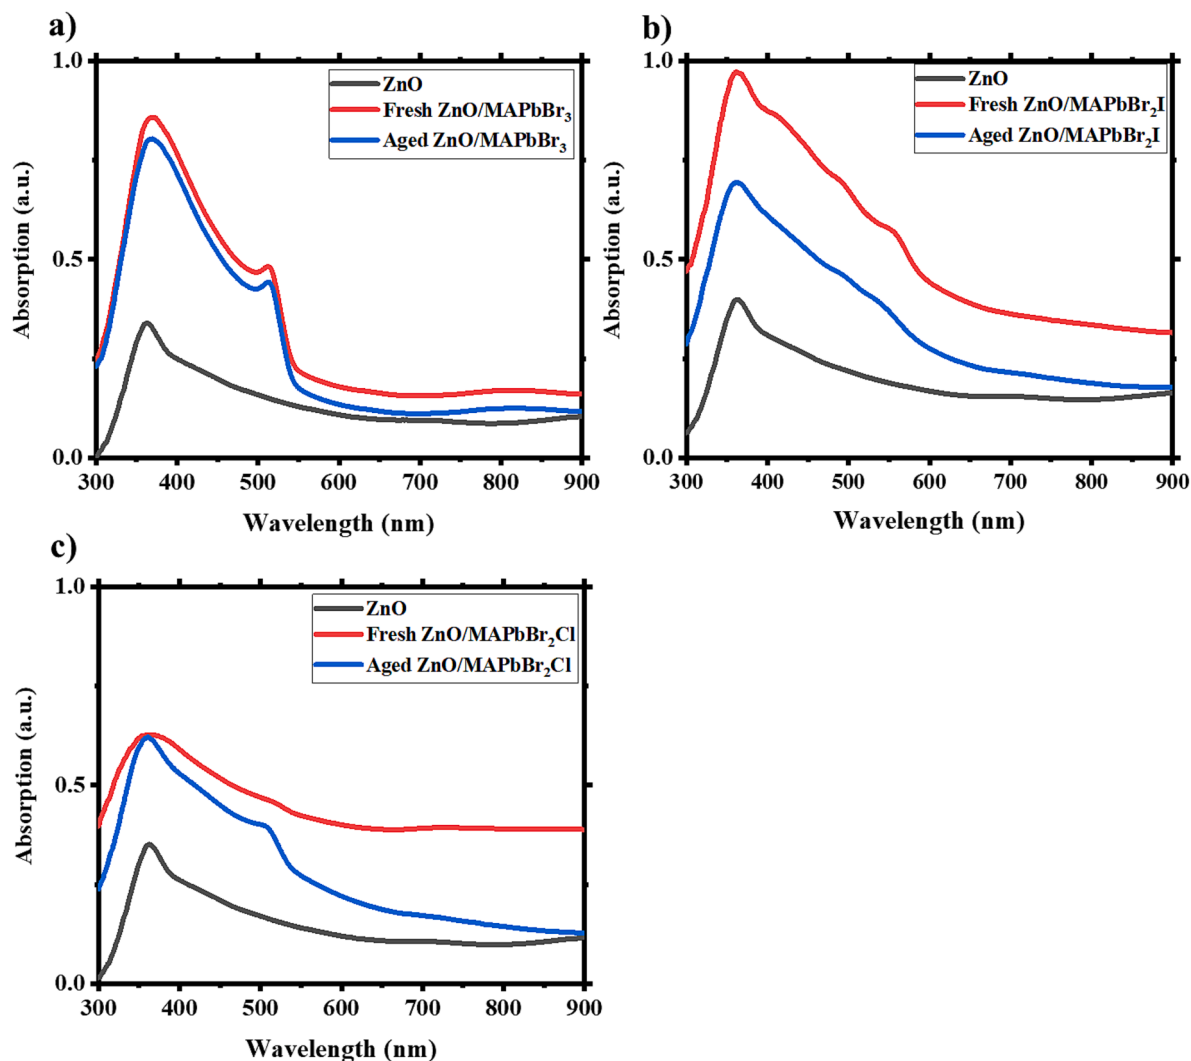 a)
1.0
0.5
0.0
Absorption (a.u.)
ZnO
Fresh ZnO/MAPbBr₃
Aged ZnO/MAPbBr₃
300 400 500 600 700 800 900
Wavelength (nm)
b)
1.0
0.5
0.0
Absorption (a.u.)
ZnO
Fresh ZnO/MAPbBr₂I
Aged ZnO/MAPbBr₂I
300 400 500 600 700 800 900
Wavelength (nm)
c)
1.0
0.5
0.0
Absorption (a.u.)
ZnO
Fresh ZnO/MAPbBr₂Cl
Aged ZnO/MAPbBr₂Cl
300 400 500 600 700 800 900
Wavelength (nm)